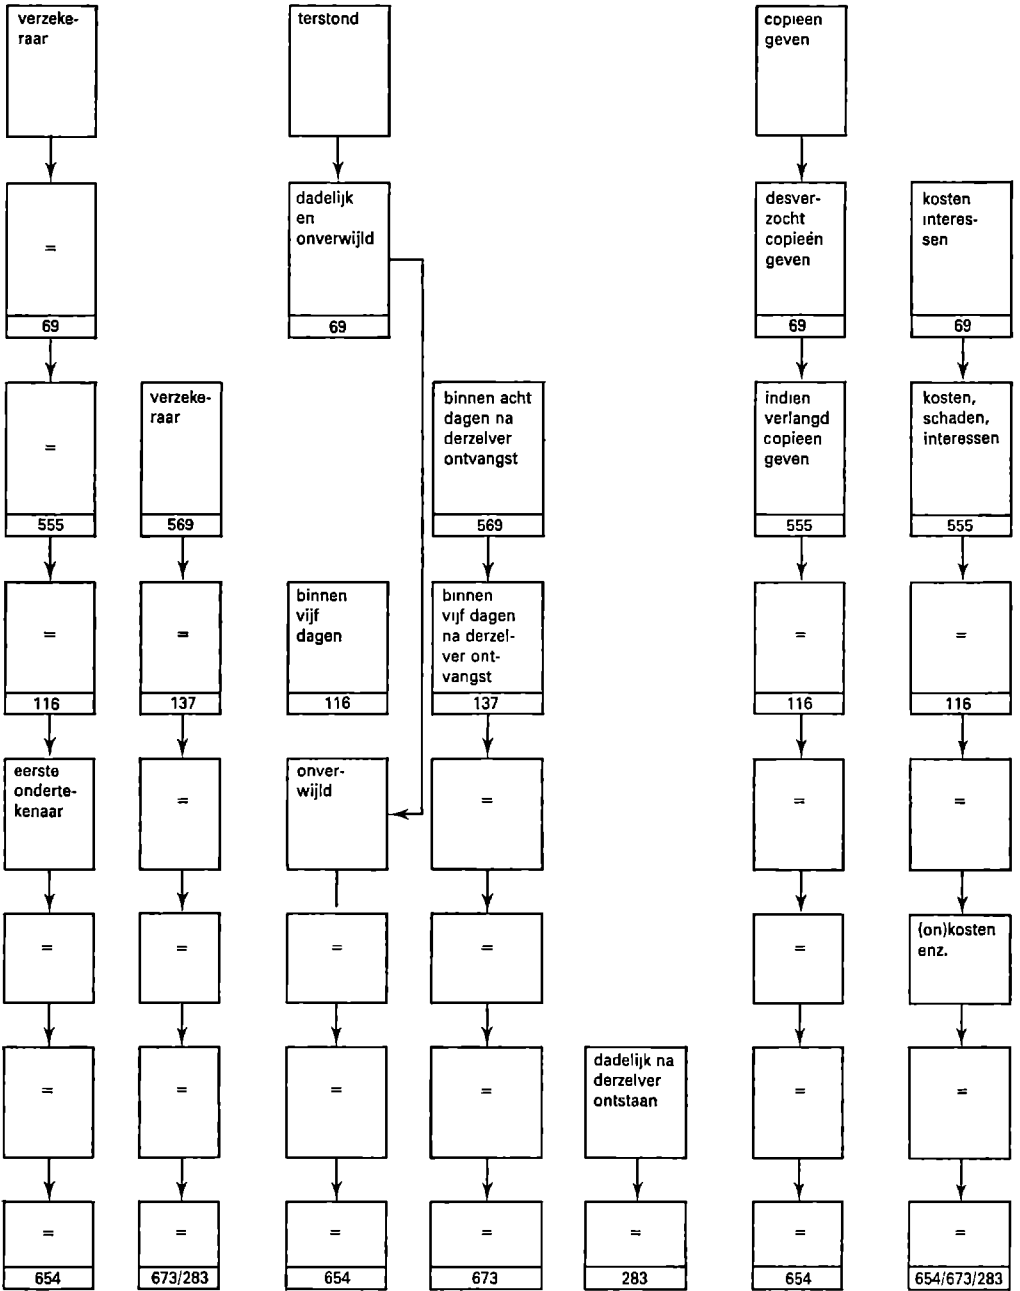 verzeke-
raar
terstond
copieen
geven
=
69
dadelijk
en
onverwijld
69
desver-
zocht
copieën
geven
69
kosten
interes-
sen
69
=
555
verzeke-
raar
569
binnen acht
dagen na
derzelver
ontvangst
569
indien
verlangd
copieen
geven
555
kosten,
schaden,
interessen
555
=
116
=
137
binnen
vijf
dagen
116
binnen
vijf dagen
na derzel-
ver ont-
vangst
137
=
116
=
116
eerste
onderte-
kenaar
=
onver-
wijld
=
=
=
=
=
=
=
=
(on)kosten
enz.
=
=
=
=
dadelijk na
derzelver
ontstaan
=
=
=
654
=
673/283
=
654
=
673
=
283
=
654
=
654/673/283